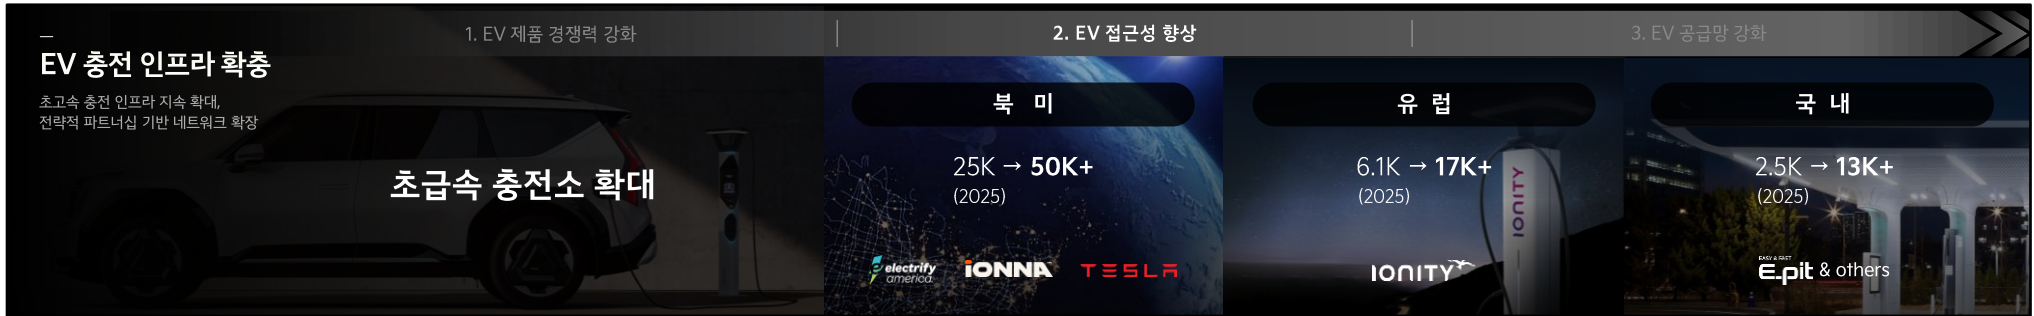 1. EV 제품 경쟁력 강화
2. EV 접근성 향상
3. EV 공급망 강화
EV 충전 인프라 확충
초고속 충전 인프라 지속 확대,
전략적 파트너십 기반 네트워크 확장
초급속 충전소 확대
북 미
25K → 50K+
(2025)
electrify
america
iONNA
TESLA
유 럽
6.1K → 17K+
(2025)
IONITY
IONITY
국 내
2.5K → 13K+
(2025)
EASY & FAST
E-pit & others